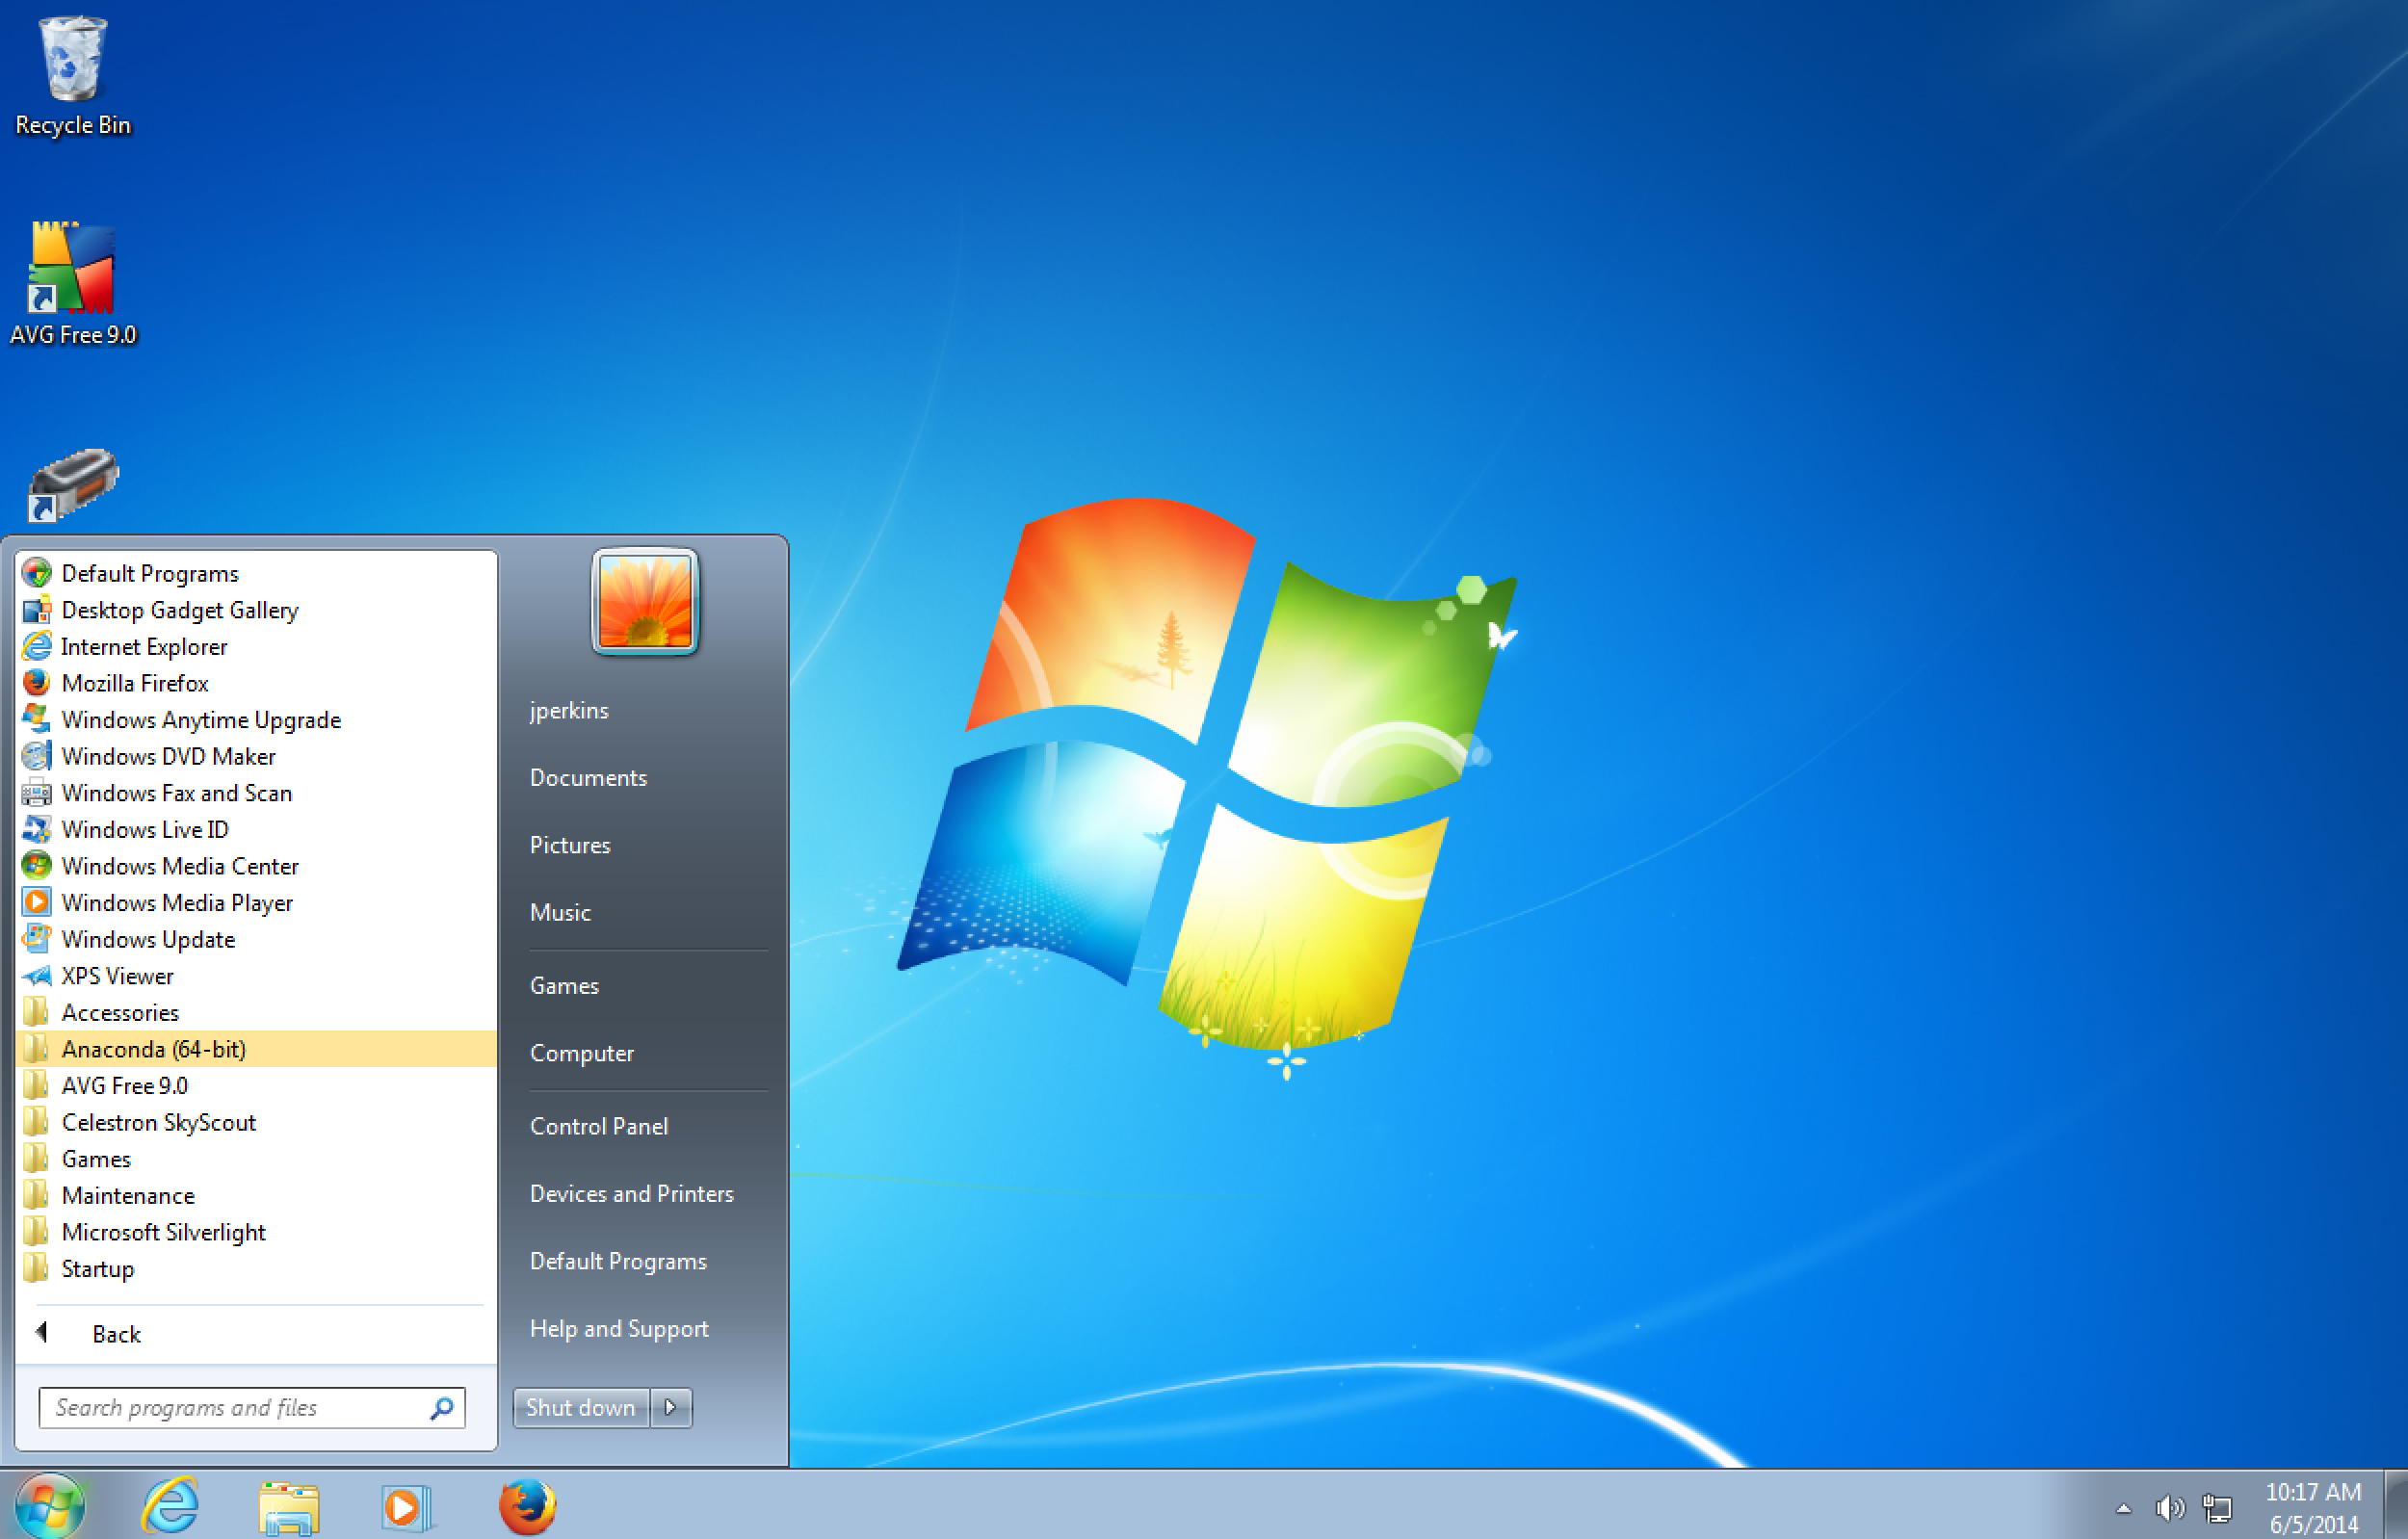 Recycle Bin
AVG Free 9.0
Default Programs
Desktop Gadget Gallery
Internet Explorer
Mozilla Firefox
Windows Anytime Upgrade
Windows DVD Maker
Windows Fax and Scan
Windows Live ID
Windows Media Center
Windows Media Player
Windows Update
XPS Viewer
Accessories
Anaconda (64-bit)
AVG Free 9.0
Celestron SkyScout
Games
Maintenance
Microsoft Silverlight
Startup
Back
Search programs and files
jperkins
Documents
Pictures
Music
Games
Computer
Control Panel
Devices and Printers
Default Programs
Help and Support
Shut down
10:17 AM
6/5/2014